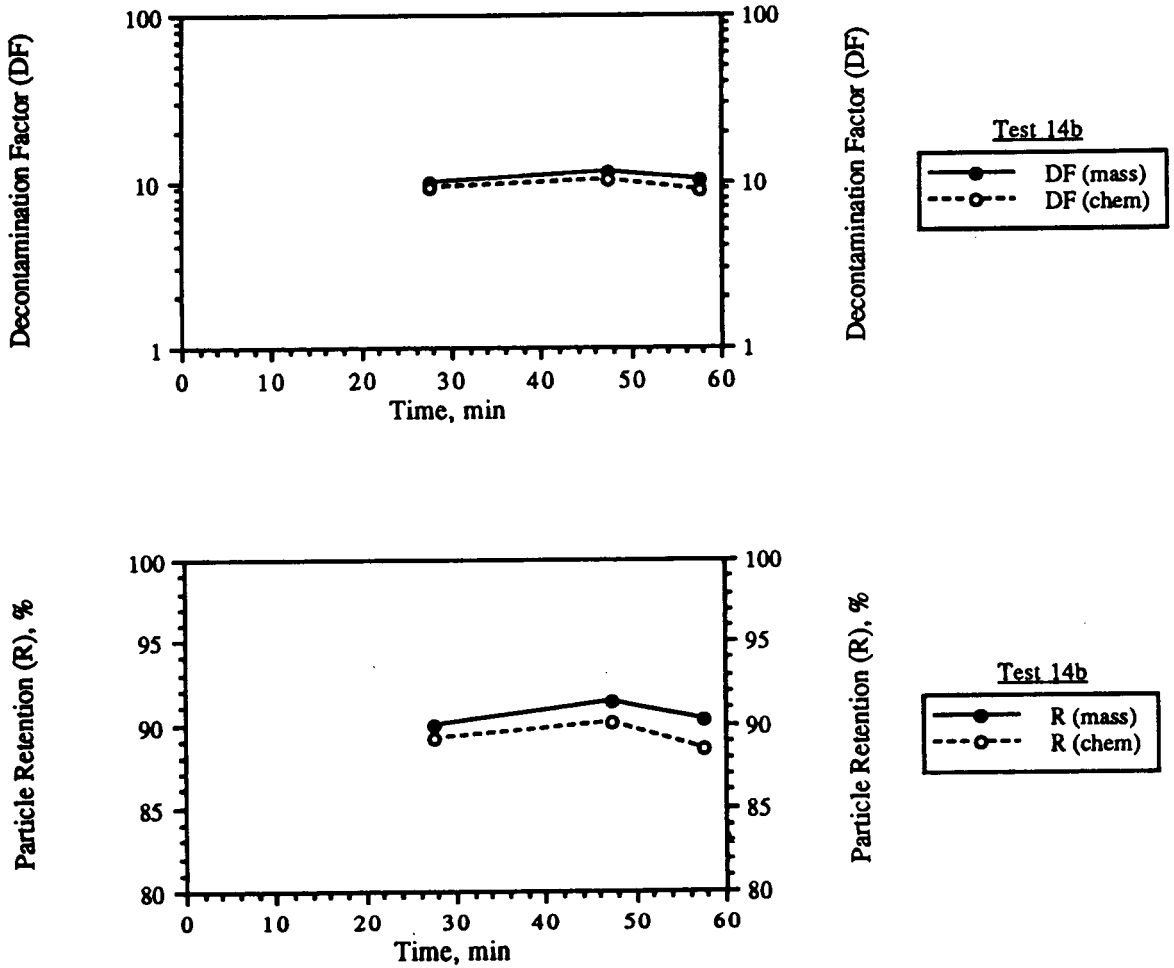 Decontamination Factor (DF)
100
10
1
0 10 20 30 40 50 60
Time, min
100
10
1
Decontamination Factor (DF)
Test 14b
DF (mass)
DF (chem)
Particle Retention (R), %
100
95
90
85
80
0 10 20 30 40 50 60
Time, min
100
95
90
85
80
Particle Retention (R), %
Test 14b
R (mass)
R (chem)